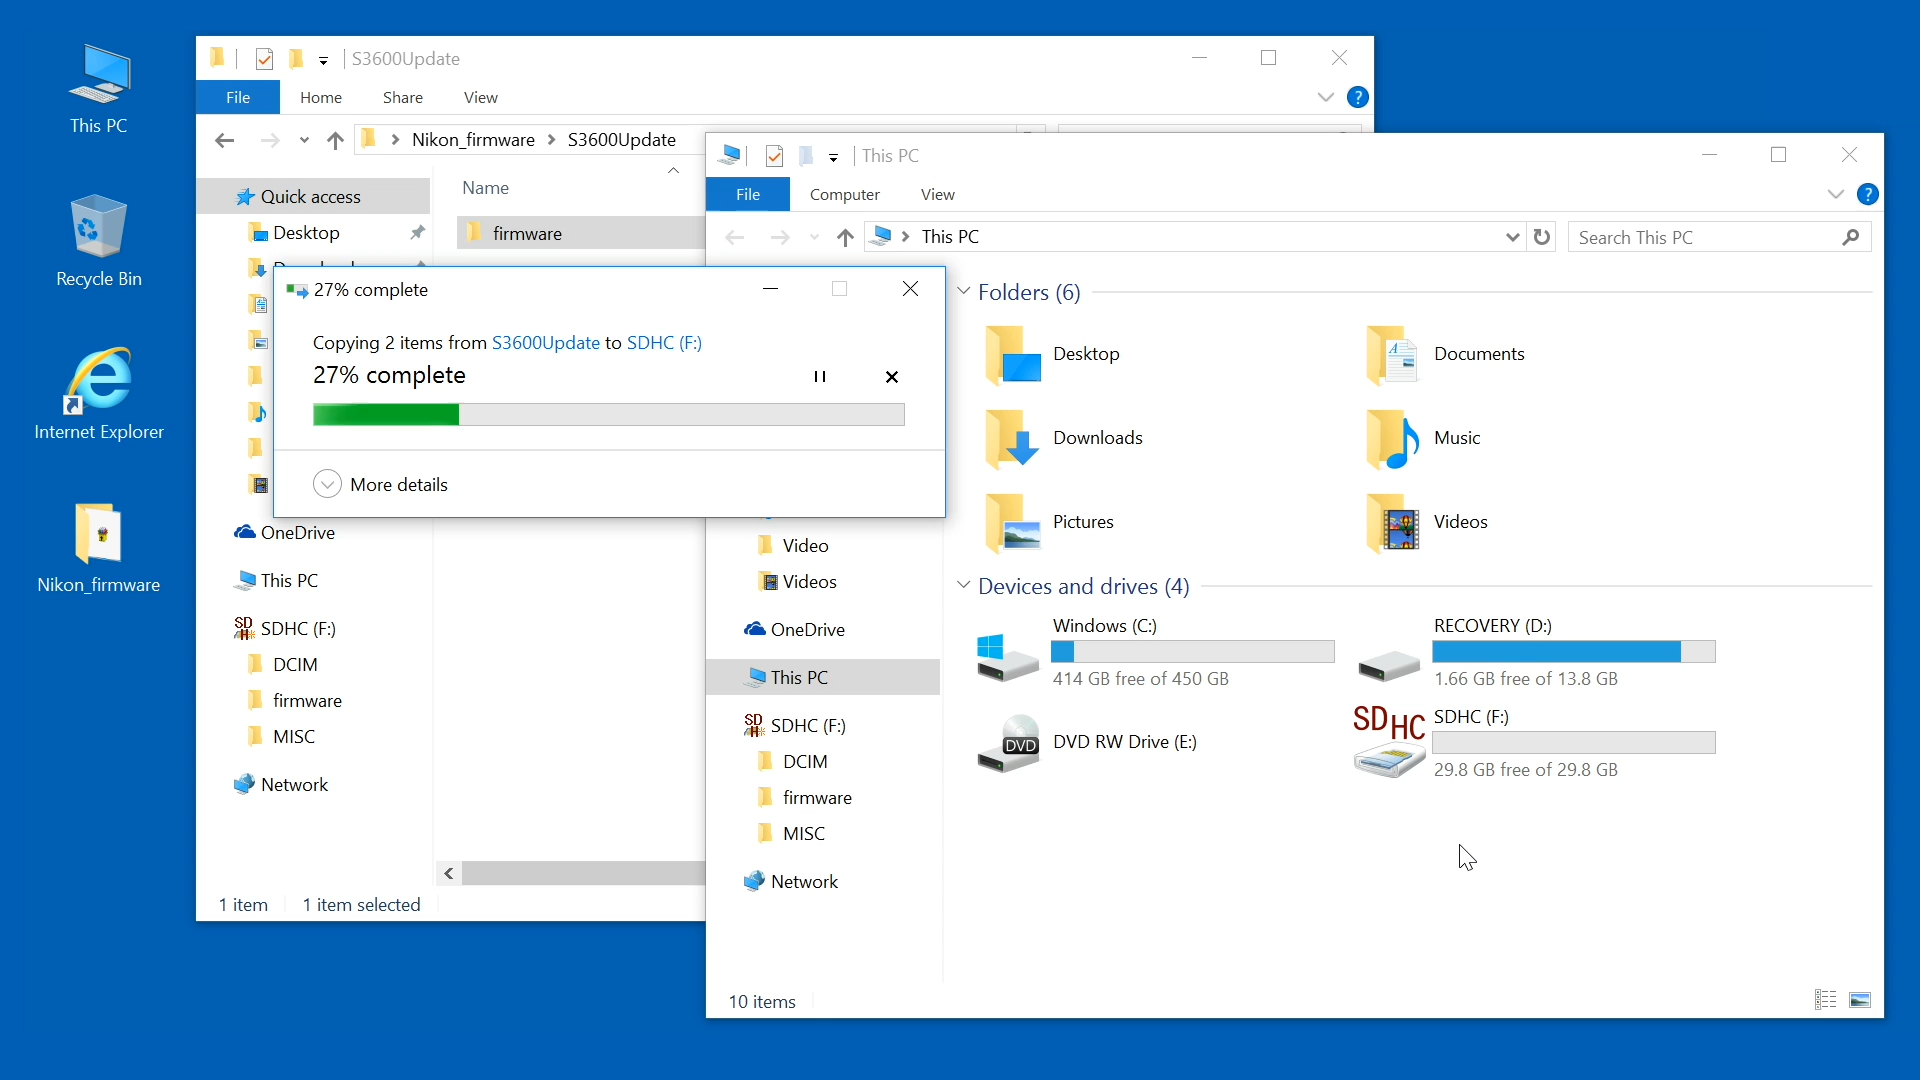 This PC
Recycle Bin
Internet Explorer
Nikon_firmware
S3600Update
File Home Share View
?
Nikon_firmware > S3600Update
Quick access
Desktop
OneDrive
This PC
SDHC (F:)
DCIM
firmware
MISC
Network
Name
firmware
1 item 1 item selected
27% complete
Copying 2 items from S3600Update to SDHC (F:)
27% complete
More details
This PC
File Computer View
?
This PC
Search This PC
Video
Videos
OneDrive
This PC
SDHC (F:)
DCIM
firmware
MISC
Network
Folders (6)
Desktop
Documents
Downloads
Music
Pictures
Videos
Devices and drives (4)
Windows (C:)
414 GB free of 450 GB
RECOVERY (D:)
1.66 GB free of 13.8 GB
DVD
DVD RW Drive (E:)
SDHC
SDHC (F:)
29.8 GB free of 29.8 GB
10 items